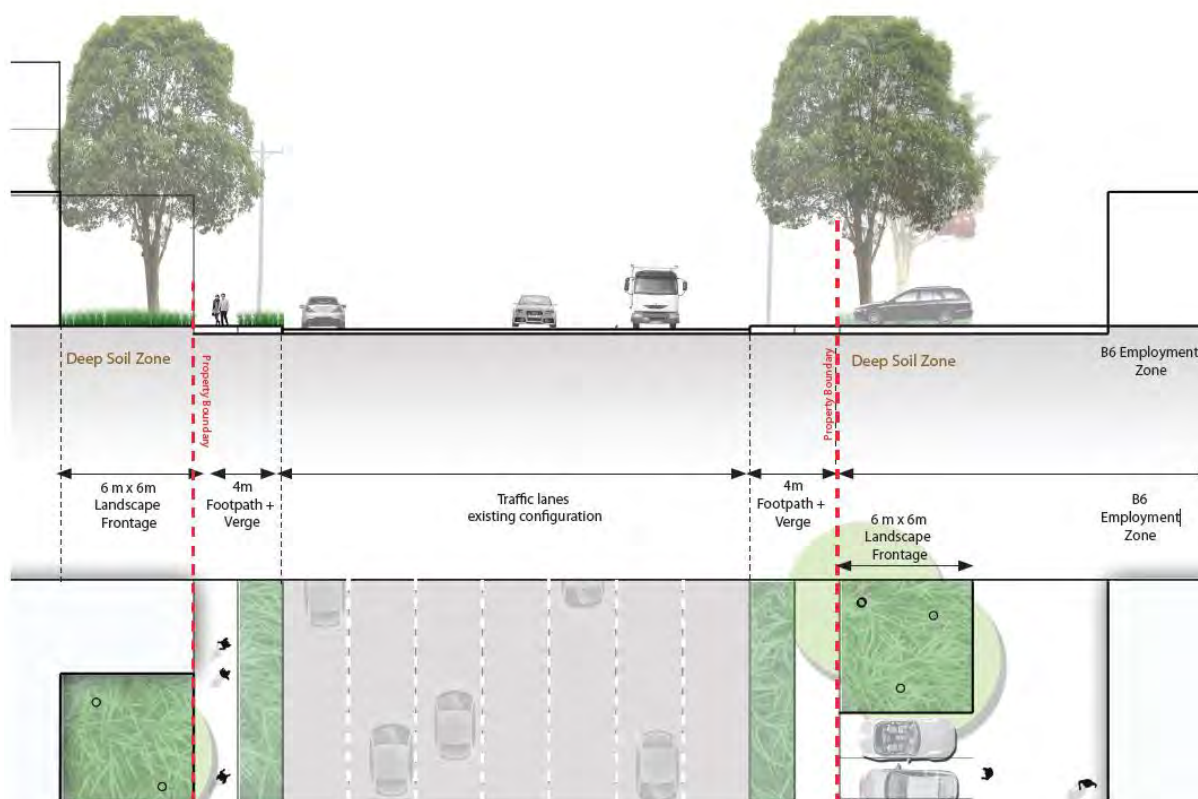 Deep Soil Zone
Property Boundary
Property Boundary
Deep Soil Zone
B6 Employment
Zone
6 m x 6m
Landscape
Frontage
4m
Footpath +
Verge
Traffic lanes
existing configuration
4m
Footpath +
Verge
6 m x 6m
Landscape
Frontage
B6
Employment
Zone